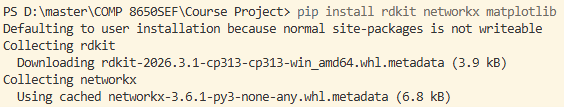 PS D:\master\COMP 8650SEF\Course Project> pip install rdkit networkx matplotlib
Defaulting to user installation because normal site-packages is not writeable
Collecting rdkit
  Downloading rdkit-2026.3.1-cp313-cp313-win_amd64.whl.metadata (3.9 kB)
Collecting networkx
  Using cached networkx-3.6.1-py3-none-any.whl.metadata (6.8 kB)